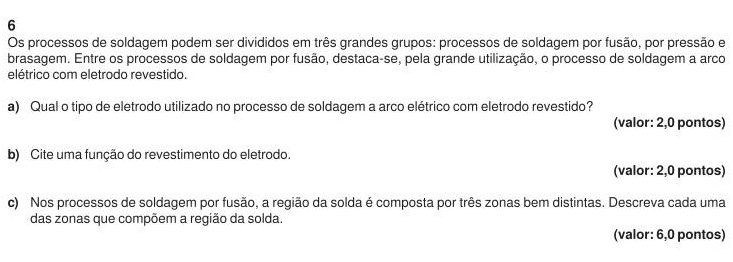 6
Os processos de soldagem podem ser divididos em três grandes grupos: processos de soldagem por fusão, por pressão e
brasagem. Entre os processos de soldagem por fusão, destaca-se, pela grande utilização, o processo de soldagem a arco
elétrico com eletrodo revestido.
a) Qual o tipo de eletrodo utilizado no processo de soldagem a arco elétrico com eletrodo revestido?
(valor: 2,0 pontos)
b) Cite uma função do revestimento do eletrodo.
(valor: 2,0 pontos)
c) Nos processos de soldagem por fusão, a região da solda é composta por três zonas bem distintas. Descreva cada uma
das zonas que compõem a região da solda.
(valor: 6,0 pontos)